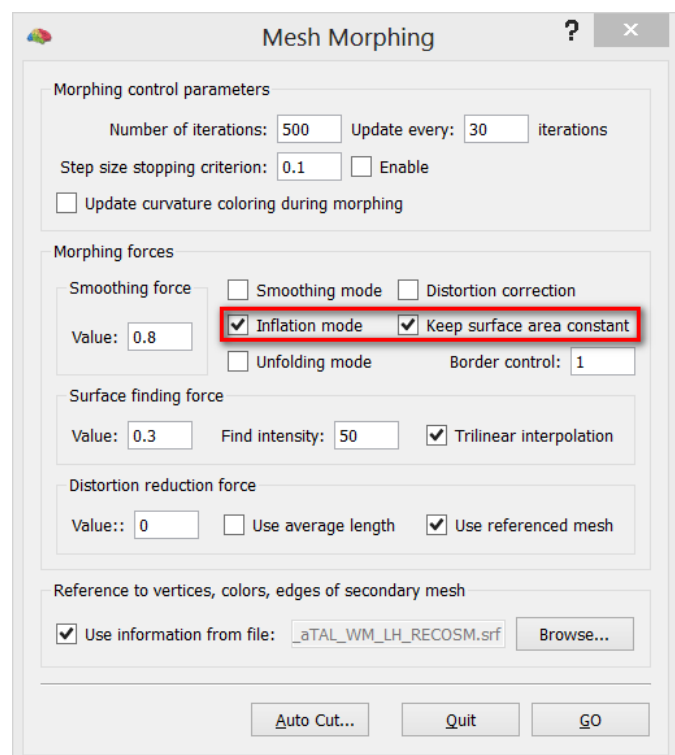 Mesh Morphing ? ×
Morphing control parameters
Number of iterations: 500 Update every: 30 iterations
Step size stopping criterion: 0.1 Enable
Update curvature coloring during morphing
Morphing forces
Smoothing force Smoothing mode Distortion correction
Value: 0.8 Inflation mode Keep surface area constant
Unfolding mode Border control: 1
Surface finding force
Value: 0.3 Find intensity: 50 Trilinear interpolation
Distortion reduction force
Value:: 0 Use average length Use referenced mesh
Reference to vertices, colors, edges of secondary mesh
Use information from file: _aTAL_WM_LH_RECOSM.srf Browse...
Auto Cut... Quit GO